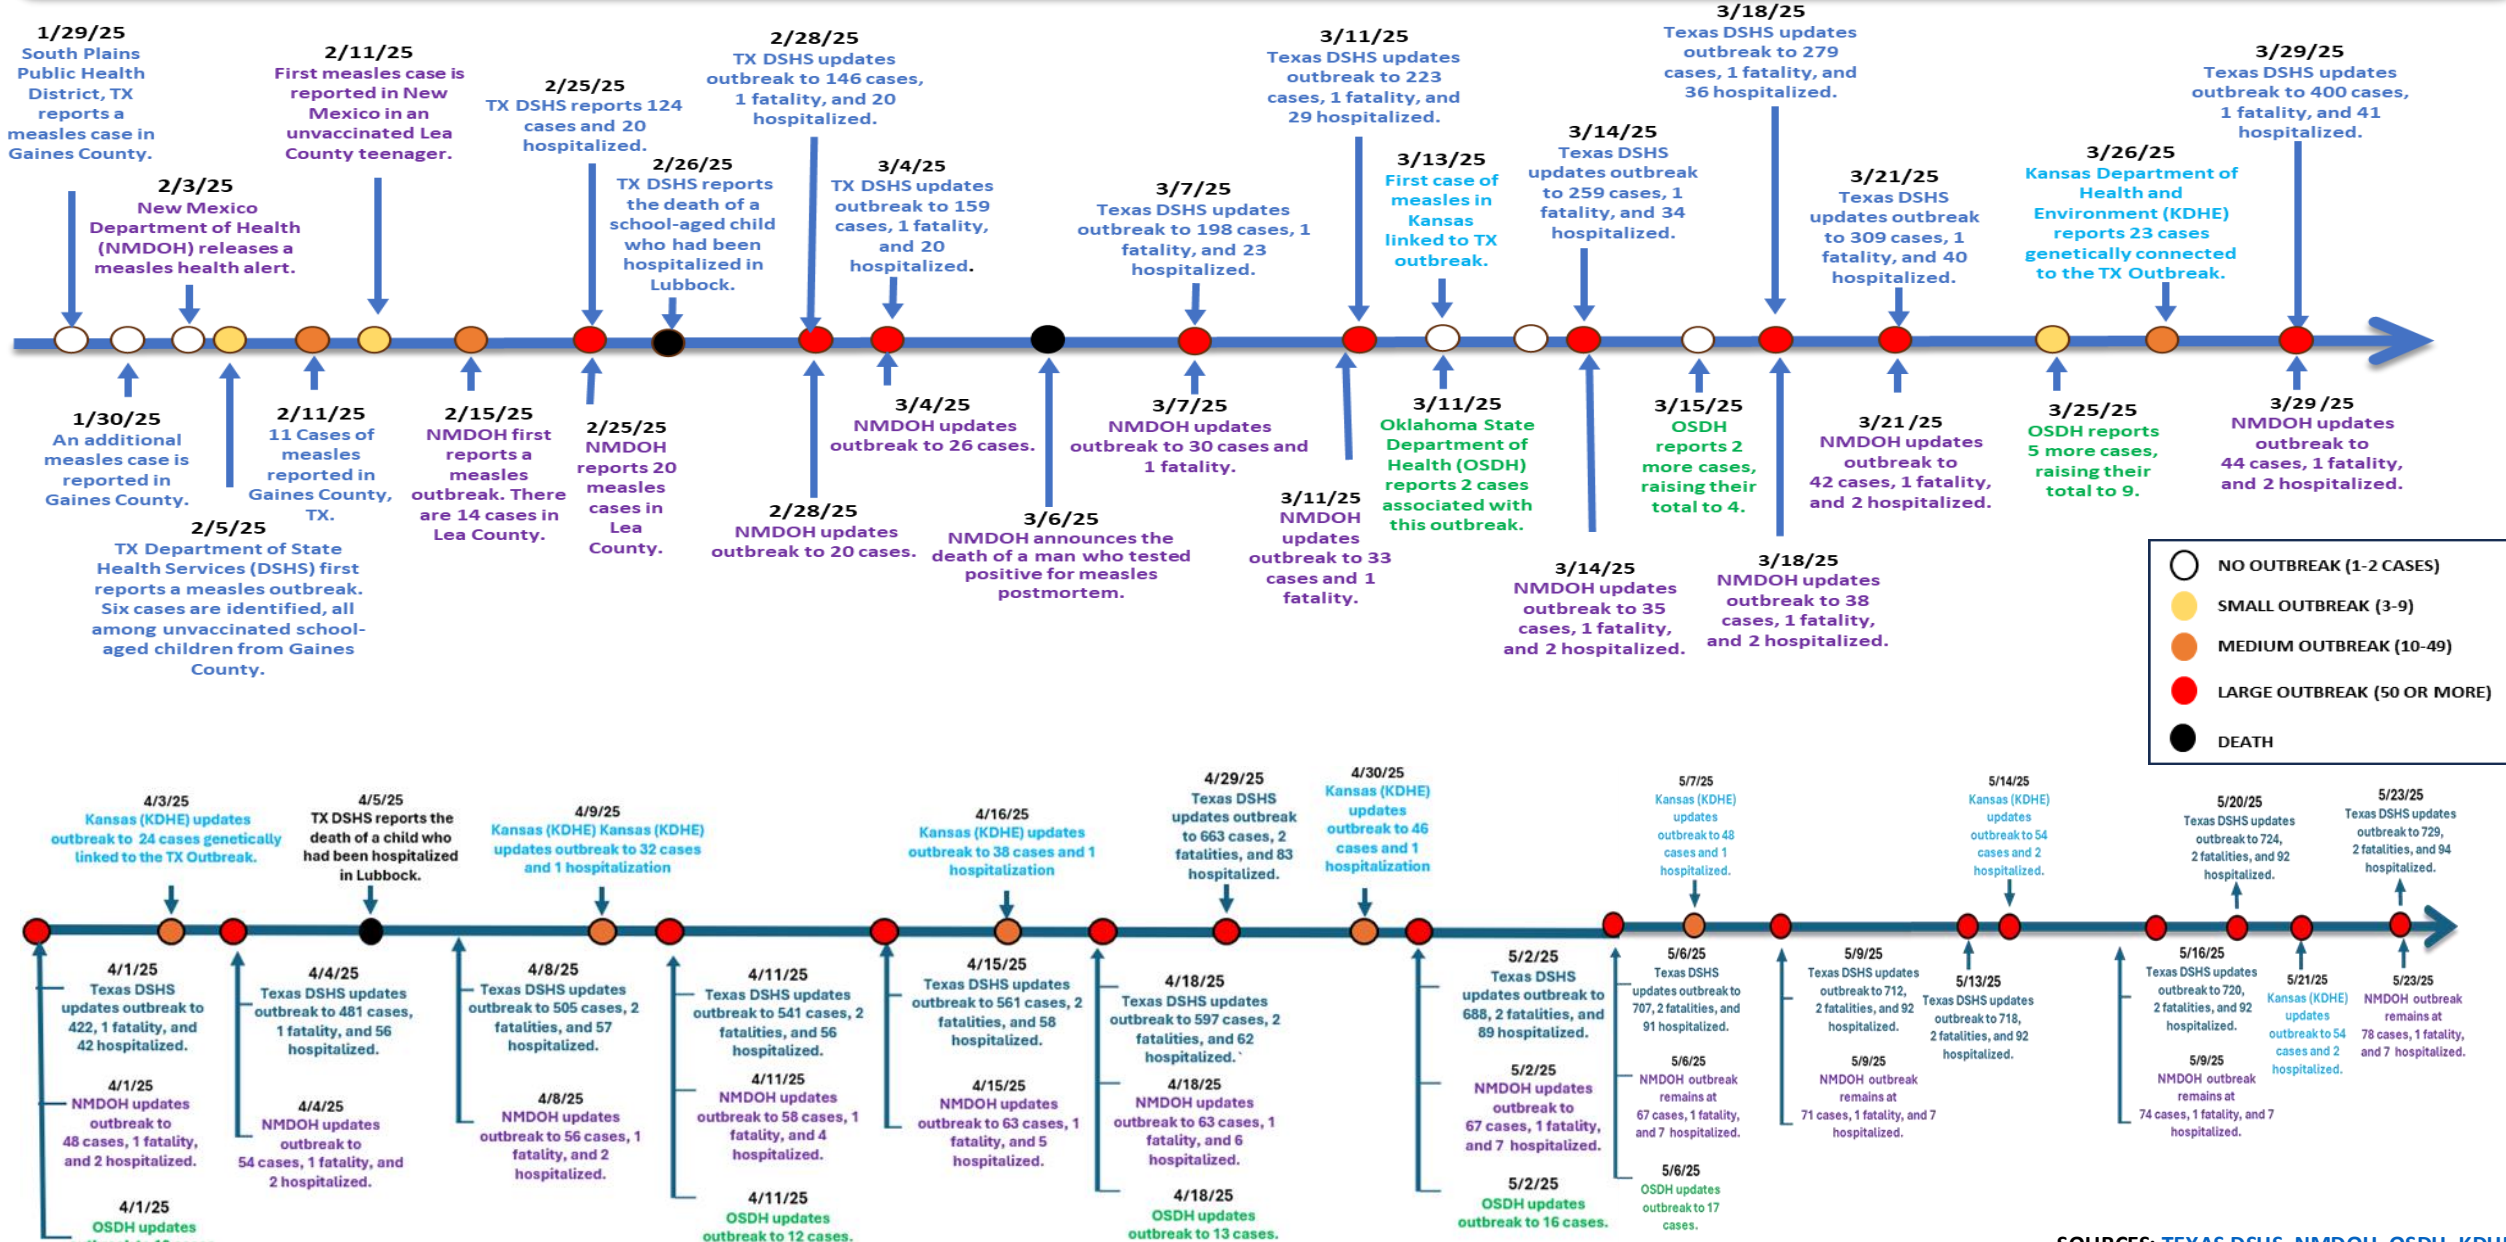 1/29/25
South Plains
Public Health
District, TX
reports a
measles case in
Gaines County.
2/3/25
New Mexico
Department of Health
(NMDOH) releases a
measles health alert.
2/11/25
First measles case is
reported in New
Mexico in an
unvaccinated Lea
County teenager.
2/25/25
TX DSHS reports 124
cases and 20
hospitalized.
2/26/25
TX DSHS reports
the death of a
school-aged child
who had been
hospitalized in
Lubbock.
2/28/25
TX DSHS updates
outbreak to 146 cases,
1 fatality, and 20
hospitalized.
3/4/25
TX DSHS updates
outbreak to 159
cases, 1 fatality,
and 20
hospitalized.
3/7/25
Texas DSHS updates
outbreak to 198 cases, 1
fatality, and 23
hospitalized.
3/11/25
Texas DSHS updates
outbreak to 223
cases, 1 fatality, and
29 hospitalized.
3/13/25
First case of
measles in
Kansas
linked to TX
outbreak.
3/14/25
Texas DSHS
updates outbreak
to 259 cases, 1
fatality, and 34
hospitalized.
3/18/25
Texas DSHS updates
outbreak to 279
cases, 1 fatality, and
36 hospitalized.
3/21/25
Texas DSHS
updates outbreak
to 309 cases, 1
fatality, and 40
hospitalized.
3/26/25
Kansas Department of
Health and
Environment (KDHE)
reports 23 cases
genetically connected
to the TX Outbreak.
3/29/25
Texas DSHS updates
outbreak to 400 cases,
1 fatality, and 41
hospitalized.
1/30/25
An additional
measles case is
reported in
Gaines County.
2/5/25
TX Department of State
Health Services (DSHS) first
reports a measles outbreak.
Six cases are identified, all
among unvaccinated school-
aged children from Gaines
County.
2/11/25
11 Cases of
measles
reported in
Gaines County,
TX.
2/15/25
NMDOH first
reports a
measles
outbreak. There
are 14 cases in
Lea County.
2/25/25
NMDOH
reports 20
measles
cases in
Lea
County.
2/28/25
NMDOH updates
outbreak to 20 cases.
3/4/25
NMDOH updates
outbreak to 26 cases.
3/6/25
NMDOH announces the
death of a man who tested
positive for measles
postmortem.
3/7/25
NMDOH updates
outbreak to 30 cases and
1 fatality.
3/11/25
NMDOH
updates
outbreak to 33
cases and 1
fatality.
3/11/25
Oklahoma State
Department of
Health (OSDH)
reports 2 cases
associated with
this outbreak.
3/14/25
NMDOH updates
outbreak to 35
cases, 1 fatality,
and 2 hospitalized.
3/15/25
OSDH
reports 2
more cases,
raising their
total to 4.
3/18/25
NMDOH updates
outbreak to 38
cases, 1 fatality,
and 2 hospitalized.
3/21 /25
NMDOH updates
outbreak to
42 cases, 1 fatality,
and 2 hospitalized.
3/25/25
OSDH reports
5 more cases,
raising their
total to 9.
3/29 /25
NMDOH updates
outbreak to
44 cases, 1 fatality,
and 2 hospitalized.
NO OUTBREAK (1-2 CASES)
SMALL OUTBREAK (3-9)
MEDIUM OUTBREAK (10-49)
LARGE OUTBREAK (50 OR MORE)
DEATH
4/3/25
Kansas (KDHE) updates
outbreak to 24 cases genetically
linked to the TX Outbreak.
4/5/25
TX DSHS reports the
death of a child who
had been hospitalized
in Lubbock.
4/9/25
Kansas (KDHE) Kansas (KDHE)
updates outbreak to 32 cases
and 1 hospitalization
4/16/25
Kansas (KDHE) updates
outbreak to 38 cases and 1
hospitalization
4/29/25
Texas DSHS
updates outbreak
to 663 cases, 2
fatalities, and 83
hospitalized.
4/30/25
Kansas (KDHE)
updates
outbreak to 46
cases and 1
hospitalization
5/7/25
Kansas (KDHE)
updates
outbreak to 48
cases and 1
hospitalized.
5/14/25
Kansas (KDHE)
updates
outbreak to 54
cases and 2
hospitalized.
5/20/25
Texas DSHS updates
outbreak to 724,
2 fatalities, and 92
hospitalized.
5/23/25
Texas DSHS updates
outbreak to 729,
2 fatalities, and 94
hospitalized.
4/1/25
Texas DSHS
updates outbreak to
422, 1 fatality, and
42 hospitalized.
4/1/25
NMDOH updates
outbreak to
48 cases, 1 fatality,
and 2 hospitalized.
4/1/25
OSDH updates
4/4/25
Texas DSHS updates
outbreak to 481 cases,
1 fatality, and 56
hospitalized.
4/4/25
NMDOH updates
outbreak to
54 cases, 1 fatality, and
2 hospitalized.
4/8/25
Texas DSHS updates
outbreak to 505 cases, 2
fatalities, and 57
hospitalized.
4/8/25
NMDOH updates
outbreak to 56 cases, 1
fatality, and 2
hospitalized.
4/11/25
Texas DSHS updates
outbreak to 541 cases, 2
fatalities, and 56
hospitalized.
4/11/25
NMDOH updates
outbreak to 58 cases, 1
fatality, and 4
hospitalized.
4/11/25
OSDH updates
outbreak to 12 cases.
4/15/25
Texas DSHS updates
outbreak to 561 cases, 2
fatalities, and 58
hospitalized.
4/15/25
NMDOH updates
outbreak to 63 cases, 1
fatality, and 5
hospitalized.
4/18/25
Texas DSHS updates
outbreak to 597 cases, 2
fatalities, and 62
hospitalized.`
4/18/25
NMDOH updates
outbreak to 63 cases, 1
fatality, and 6
hospitalized.
4/18/25
OSDH updates
outbreak to 13 cases.
5/2/25
Texas DSHS
updates outbreak to
688, 2 fatalities, and
89 hospitalized.
5/2/25
NMDOH updates
outbreak to
67 cases, 1 fatality,
and 7 hospitalized.
5/2/25
OSDH updates
outbreak to 16 cases.
5/6/25
Texas DSHS
updates outbreak to
707, 2 fatalities, and
91 hospitalized.
5/6/25
NMDOH outbreak
remains at
67 cases, 1 fatality,
and 7 hospitalized.
5/6/25
OSDH updates
outbreak to 17
cases.
5/9/25
Texas DSHS updates
outbreak to 712,
2 fatalities, and 92
hospitalized.
5/9/25
NMDOH outbreak
remains at
71 cases, 1 fatality, and 7
hospitalized.
5/13/25
Texas DSHS updates
outbreak to 718,
2 fatalities, and 92
hospitalized.
5/16/25
Texas DSHS updates
outbreak to 720,
2 fatalities, and 92
hospitalized.
5/9/25
NMDOH outbreak
remains at
74 cases, 1 fatality, and 7
hospitalized.
5/21/25
Kansas (KDHE)
updates
outbreak to 54
cases and 2
hospitalized.
5/23/25
NMDOH outbreak
remains at
78 cases, 1 fatality,
and 7 hospitalized.
SOURCES: TEXAS DSHS, NMDOH, OSDH, KDHE